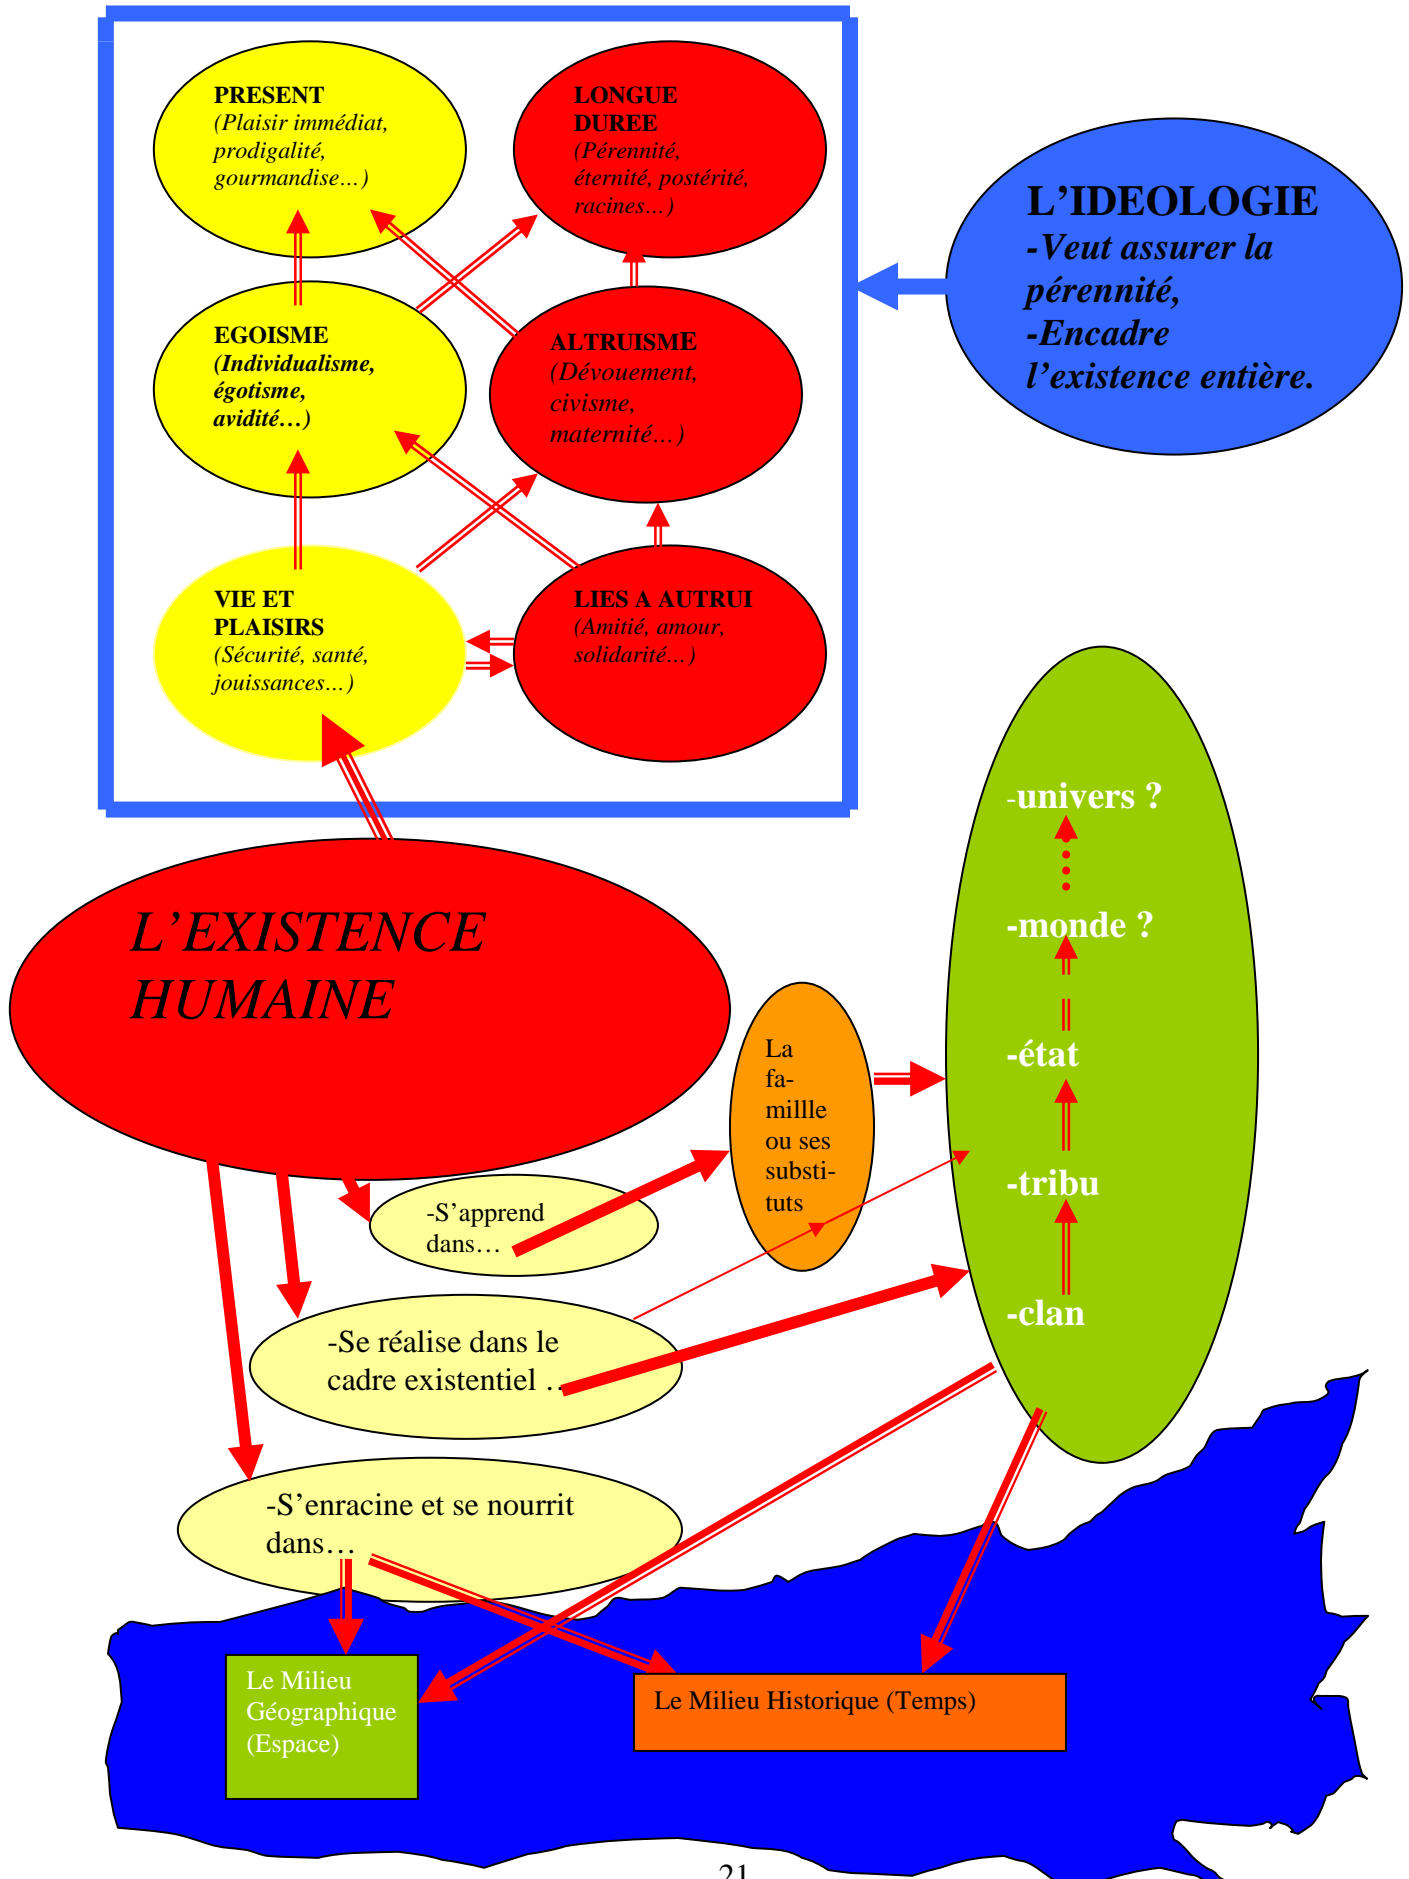 PRESENT
(Plaisir immédiat,
prodigalité,
gourmandise…)
LONGUE
DUREE
(Pérennité,
éternité, postérité,
racines…)
L’IDEOLOGIE
-Veut assurer la
pérennité,
-Encadre
l’existence entière.
EGOISME
(Individualisme,
égotisme,
avidité…)
ALTRUISME
(Dévouement,
civisme,
maternité…)
VIE ET
PLAISIRS
(Sécurité, santé,
jouissances…)
LIES A AUTRUI
(Amitié, amour,
solidarité…)
L’EXISTENCE
HUMAINE
-univers ?
-monde ?
-état
-tribu
-clan
La
fa-
millle
ou ses
substi-
tuts
-S’apprend
dans…
-Se réalise dans le
cadre existentiel …
-S’enracine et se nourrit
dans…
Le Milieu
Géographique
(Espace)
Le Milieu Historique (Temps)
21